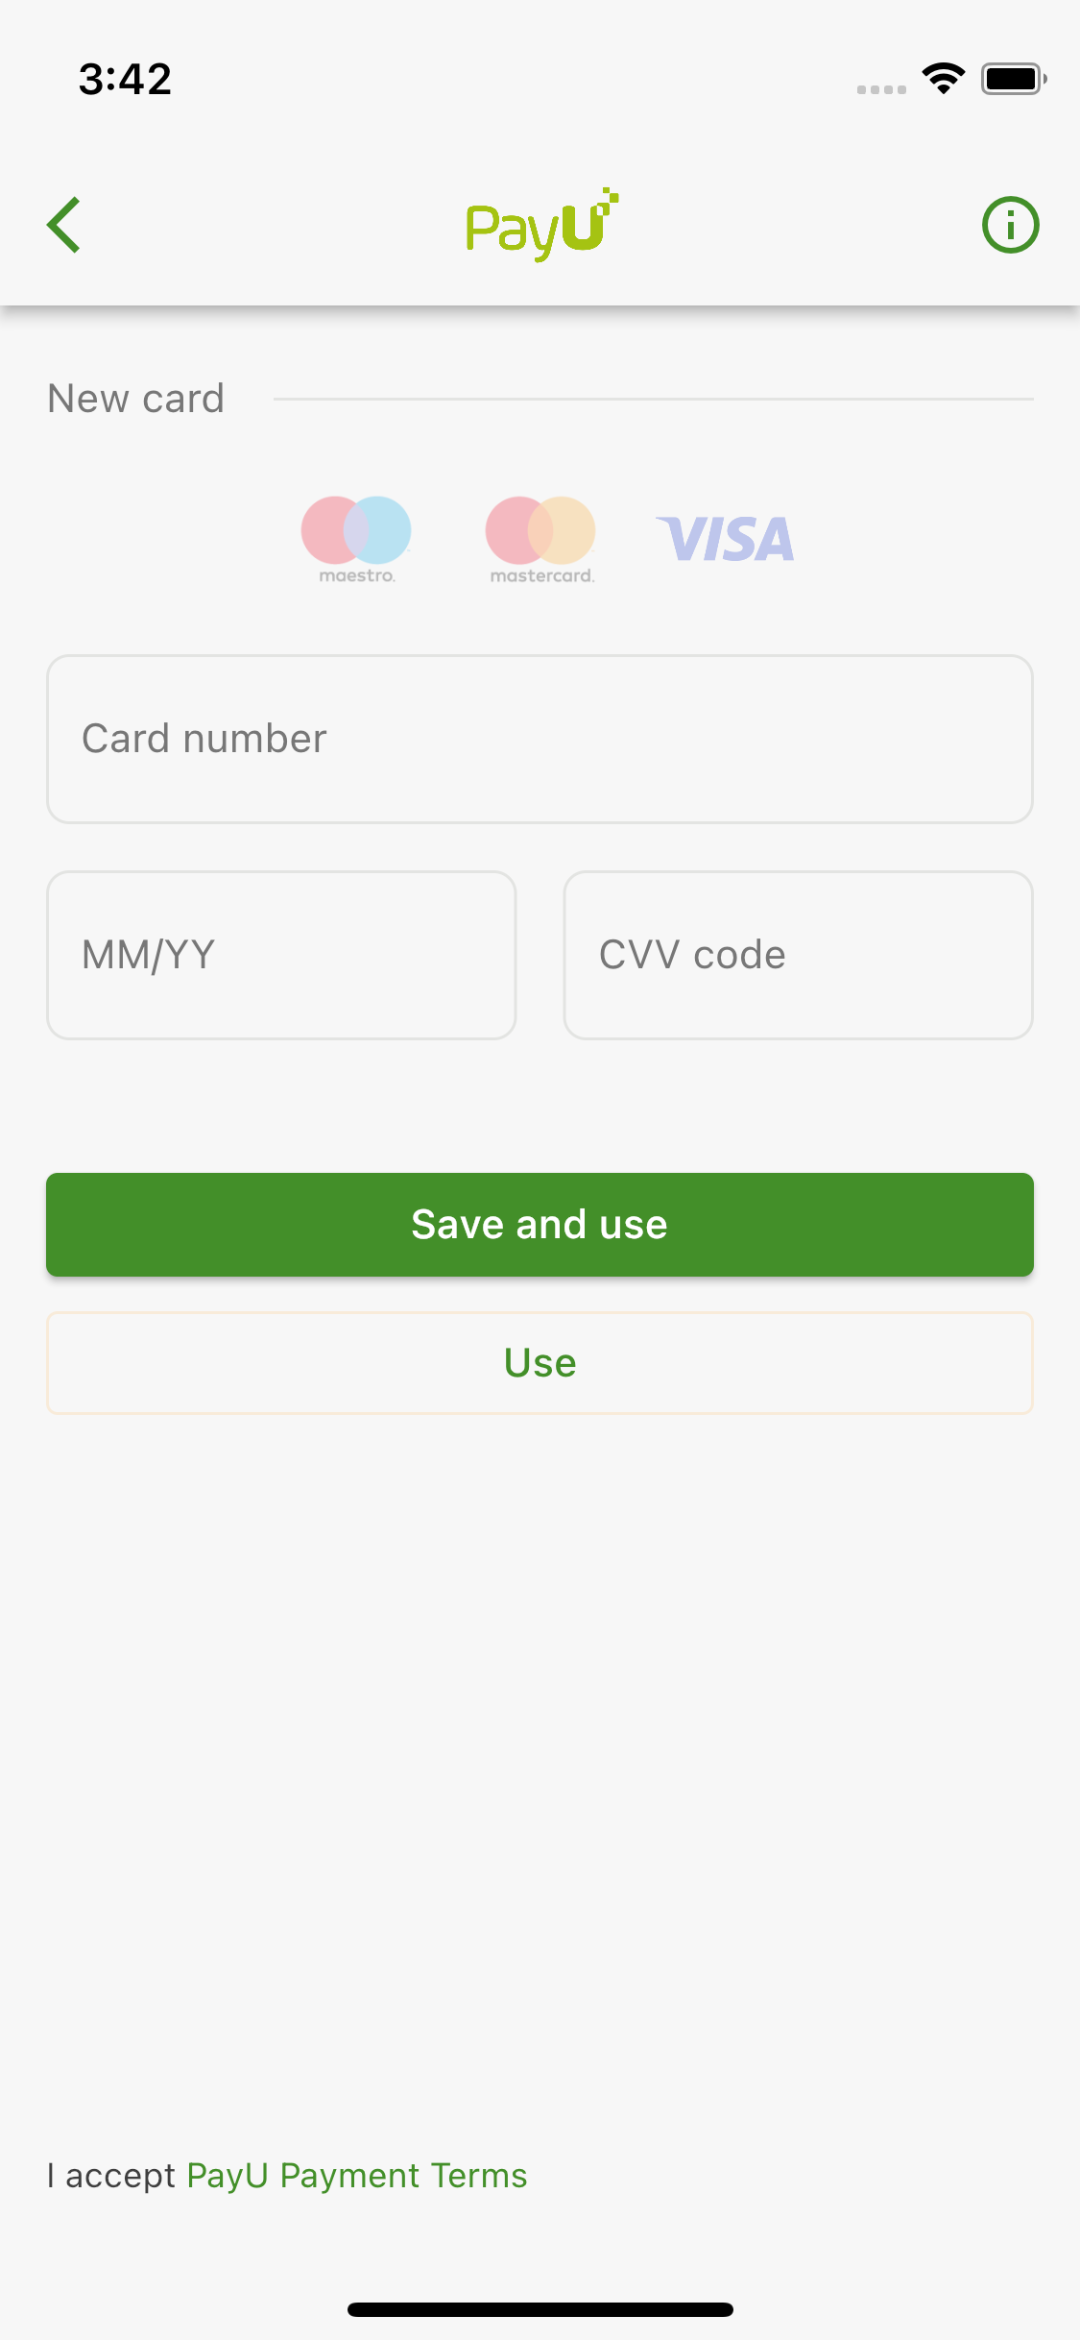 3:42
PayU
New card
maestro.
mastercard.
VISA
Card number
MM/YY
CVV code
Save and use
Use
I accept PayU Payment Terms